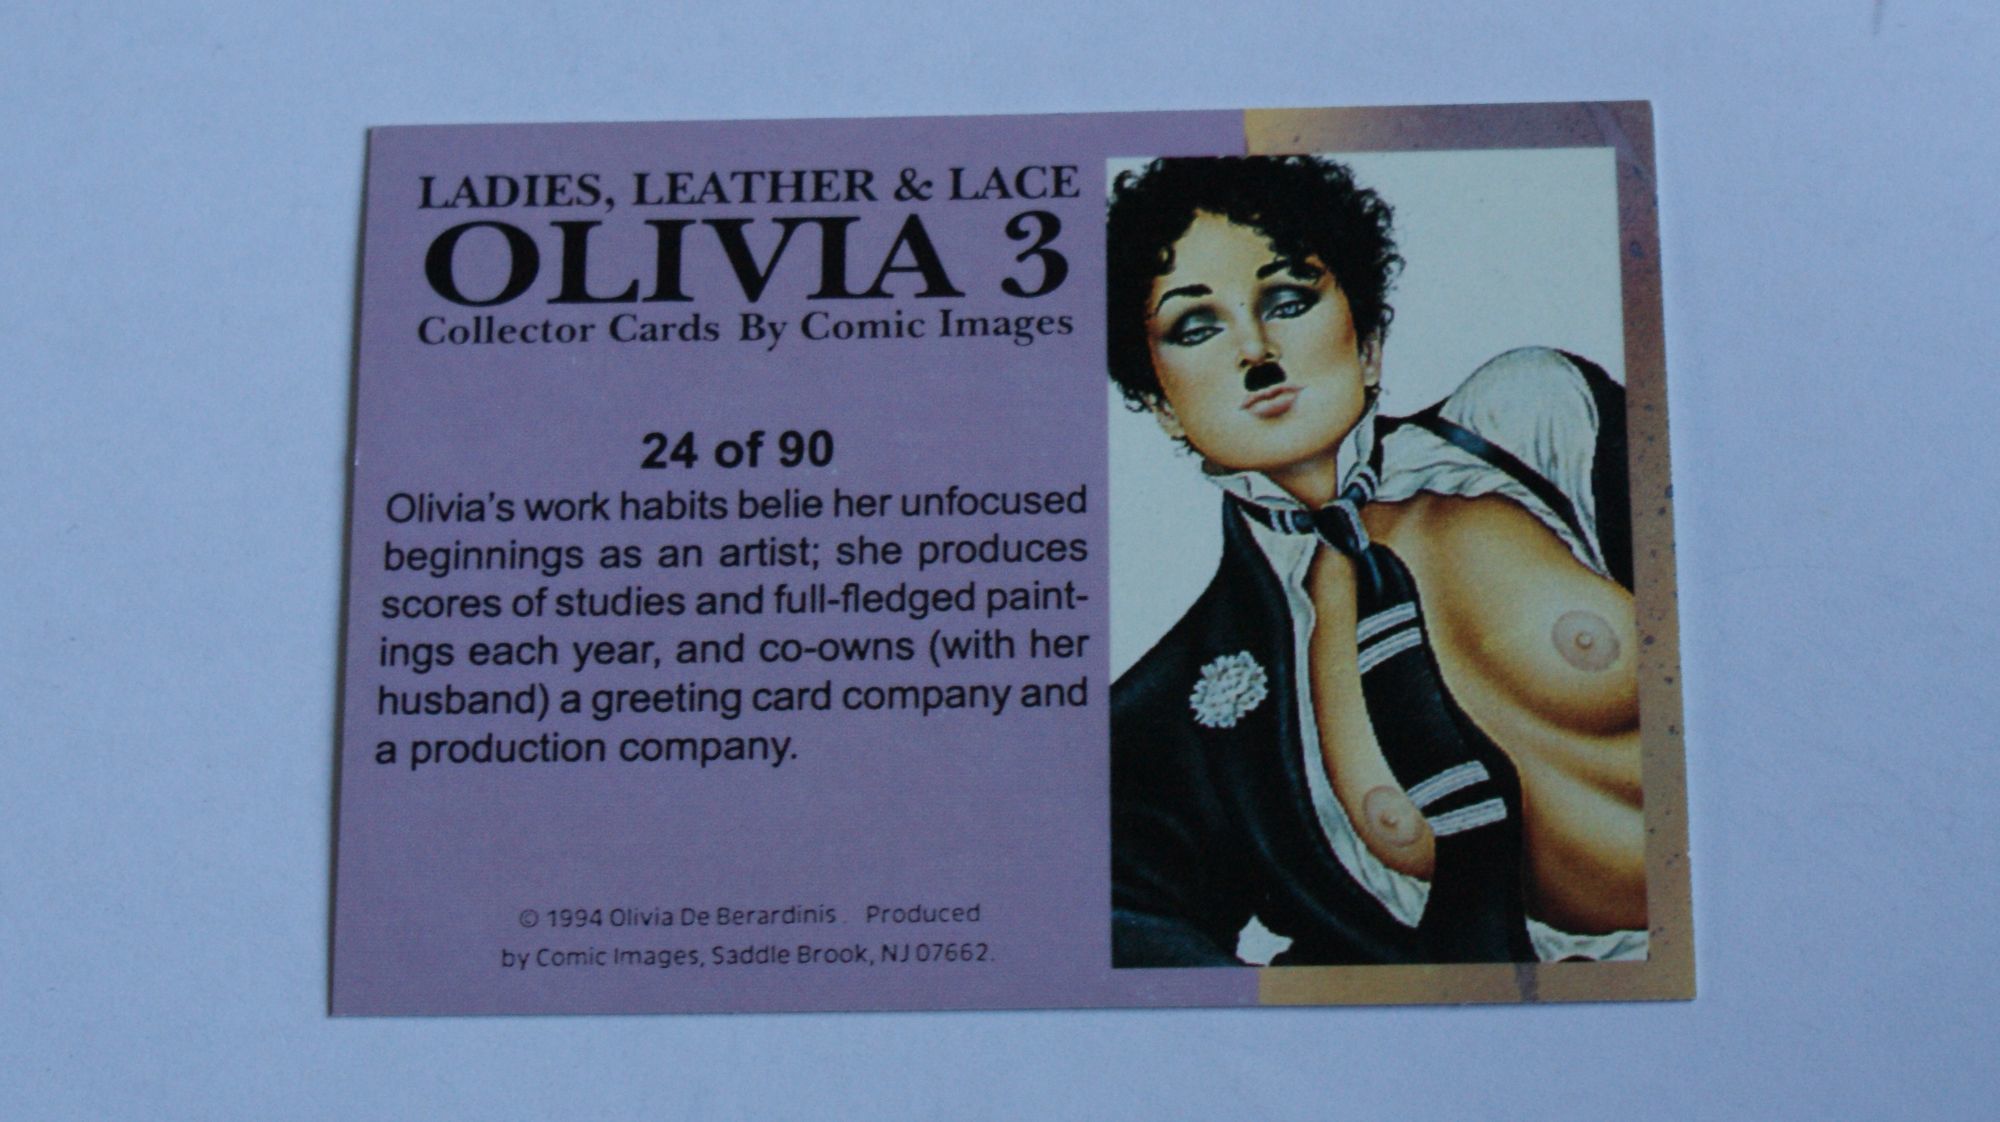 LADIES, LEATHER & LACE
OLIVIA 3
Collector Cards By Comic Images
24 of 90
Olivia's work habits belie her unfocused
beginnings as an artist; she produces
scores of studies and full-fledged paint-
ings each year, and co-owns (with her
husband) a greeting card company and
a production company.
© 1994 Olivia De Berardinis. Produced
by Comic Images, Saddle Brook, NJ 07662.